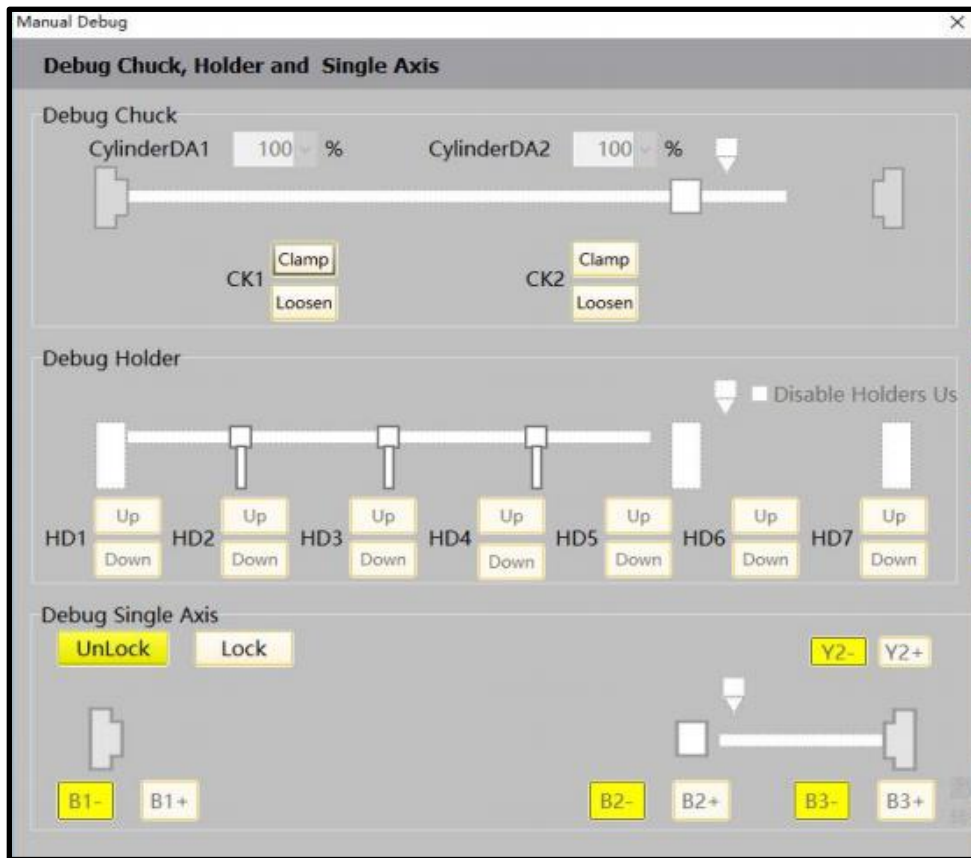 Manual Debug
Debug Chuck, Holder and Single Axis
Debug Chuck
CylinderDA1 100 % CylinderDA2 100 %
CK1 Clamp Loosen CK2 Clamp Loosen
Debug Holder
Disable Holders Us
HD1 Up Down HD2 Up Down HD3 Up Down HD4 Up Down HD5 Up Down HD6 Up Down HD7 Up Down
Debug Single Axis
UnLock Lock Y2- Y2+
B1- B1+ B2- B2+ B3- B3+